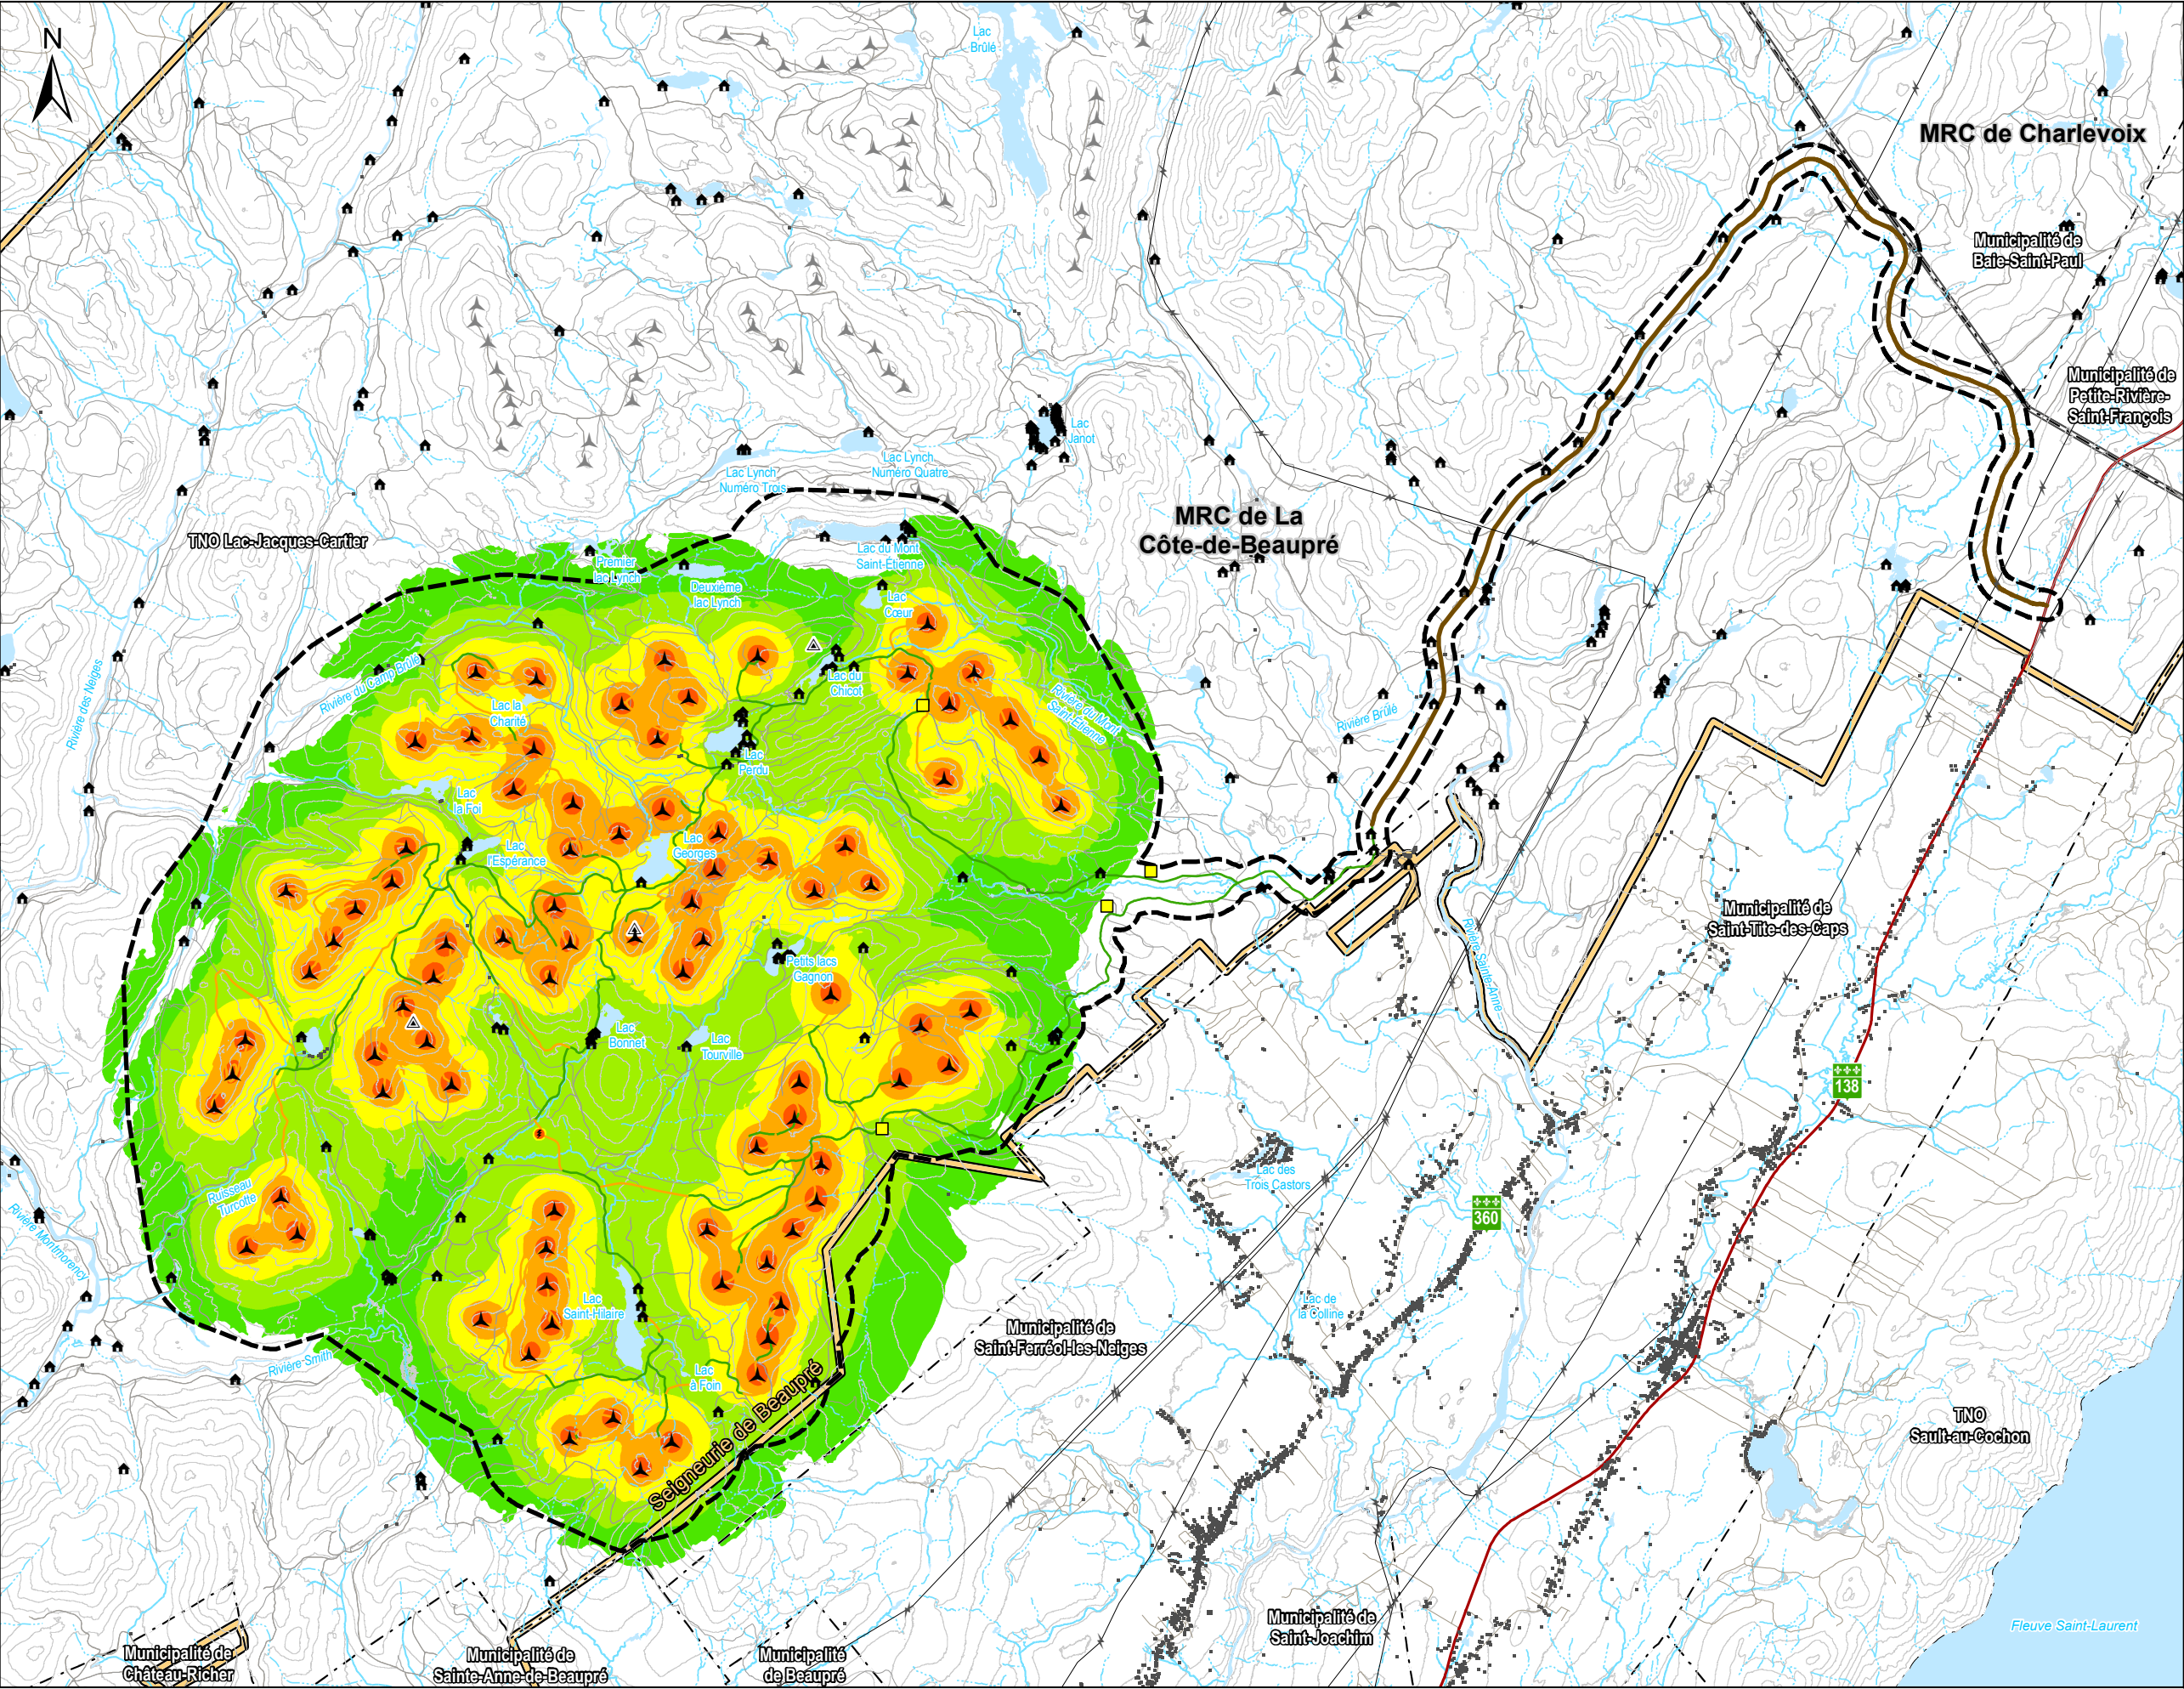 N
Lac
Brûlé
MRC de Charlevoix
Municipalité de
Baie-Saint-Paul
Municipalité de
Petite-Rivière-
Saint-François
Lac
Janot
Lac Lynch
Numéro Quatre
Lac Lynch
Numéro Trois
MRC de La
Côte-de-Beaupré
TNO Lac-Jacques-Cartier
Lac du Mont
Saint-Étienne
Premier
lac Lynch
Deuxième
lac Lynch
Lac
Cœur
Rivière des Neiges
Rivière du Camp Brûlé
Lac du
Chicot
Rivière du Mont
Saint-Étienne
Lac la
Charité
Rivière Brûlé
Lac
Perdu
Lac
la Foi
Lac
Georges
Lac
l'Espérance
Municipalité de
Saint-Tite-des-Caps
Rivière Sainte-Anne
Petits lacs
Gagnon
Lac
Bonnet
Lac
Tourville
138
Lac des
Trois Castors
Ruisseau
Turcotte
360
Rivière Montmorency
Lac
Saint-Hilaire
Lac de
la Colline
Municipalité de
Saint-Ferréol-les-Neiges
Rivière Smith
Lac
à Foin
Seigneurie de Beaupré
TNO
Sault-au-Cochon
Municipalité de
Saint-Joachim
Fleuve Saint-Laurent
Municipalité de
Château-Richer
Municipalité de
Sainte-Anne-de-Beaupré
Municipalité
de Beaupré